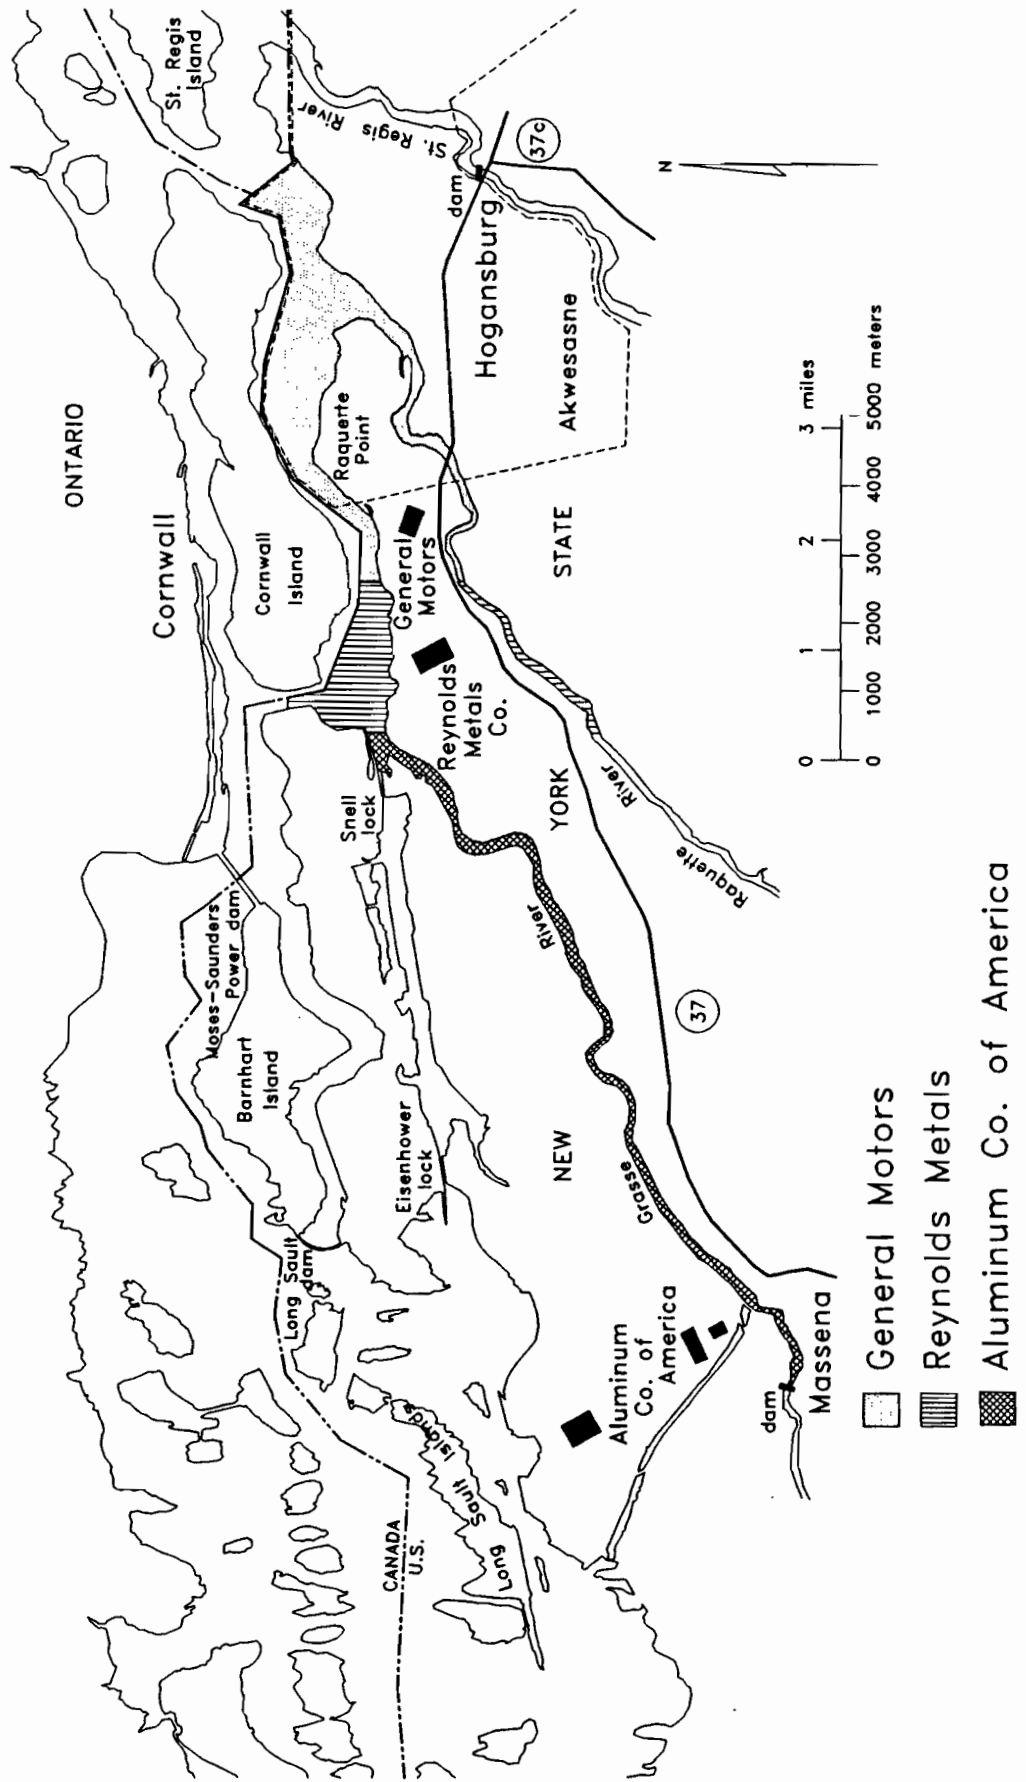 ONTARIO
St. Regis
Island
Cornwall
Cornwall
Island
St. Regis River
Moses-Saunders
Power dam
Barnhart
Island
Raquerte
Point
Snell
lock
General
Motors
dam
37c
N
Hogansburg
Reynolds
Metals
Co.
Eisenhower
lock
Long Sault
dam
Akwesasne
CANADA
U.S.
Long Sault Islands
NEW
YORK
STATE
Grasse
River
Raquette
River
37
Aluminum
Co. of
America
dam
Massena
0 1 2 3 miles
0 1000 2000 3000 4000 5000 meters
General Motors
Reynolds Metals
Aluminum Co. of America